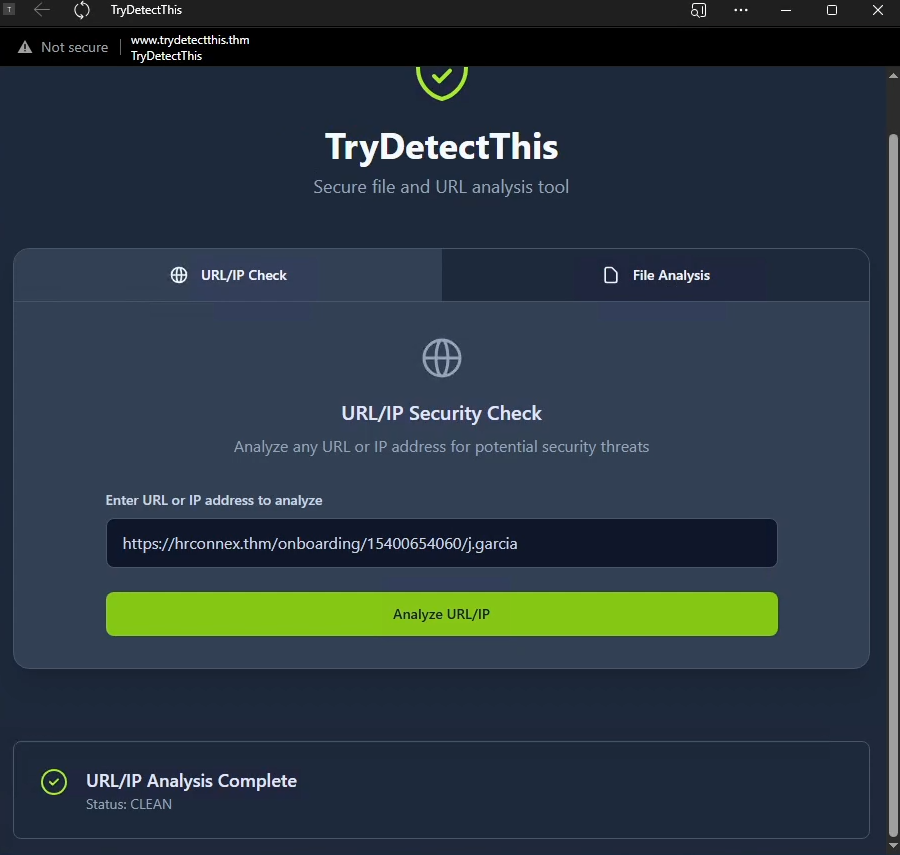 T
TryDetectThis
Not secure
www.trydetectthis.thm
TryDetectThis
TryDetectThis
Secure file and URL analysis tool
URL/IP Check
File Analysis
URL/IP Security Check
Analyze any URL or IP address for potential security threats
Enter URL or IP address to analyze
https://hrconnex.thm/onboarding/15400654060/j.garcia
Analyze URL/IP
URL/IP Analysis Complete
Status: CLEAN